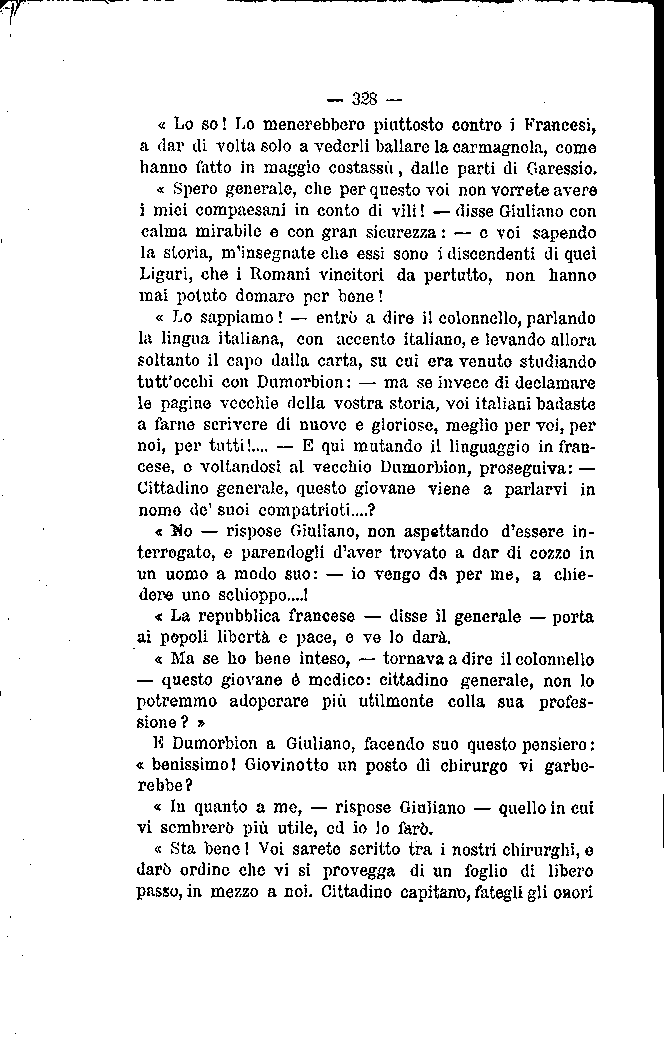 — 328 —
« Lo so! Lo menerebbero piuttosto contro i Francesi,
a dar di volta solo a vederli ballare la carmagnola, come
hanno fatto in maggio costassù, dalle parti di Garessio.
« Spero generale, che per questo voi non vorrete avere
i miei compaesani in conto di vili! — disse Giuliano con
calma mirabile e con gran sicurezza: — e voi sapendo
la storia, m'insegnate che essi sono i discendenti di quei
Liguri, che i Romani vincitori da pertutto, non hanno
mai potuto domare per bene!
« Lo sappiamo! — entrò a dire il colonnello, parlando
la lingua italiana, con accento italiano, e levando allora
soltanto il capo dalla carta, su cui era venuto studiando
tutt'occhi con Dumorbion: — ma se invece di declamare
le pagine vecchie della vostra storia, voi italiani badaste
a farne scrivere di nuove e gloriose, meglio per voi, per
noi, per tutti!.... — E qui mutando il linguaggio in fran-
cese, e voltandosi al vecchio Dumorbion, proseguiva: —
Cittadino generale, questo giovane viene a parlarvi in
nome de' suoi compatrioti....?
« No — rispose Giuliano, non aspettando d'essere in-
terrogato, e parendogli d'aver trovato a dar di cozzo in
un uomo a modo suo: — io vengo da per me, a chie-
dere uno schioppo....!
« La repubblica francese — disse il generale — porta
ai popoli libertà e pace, e ve lo darà.
« Ma se ho bene inteso, — tornava a dire il colonnello
— questo giovane è medico: cittadino generale, non lo
potremmo adoperare più utilmente colla sua profes-
sione? »
E Dumorbion a Giuliano, facendo suo questo pensiero:
« benissimo! Giovinotto un posto di chirurgo vi garbe-
rebbe?
« In quanto a me, — rispose Giuliano — quello in cui
vi sembrerò più utile, ed io lo farò.
« Sta bene! Voi sarete scritto tra i nostri chirurghi, e
darò ordine che vi si provegga di un foglio di libero
passo, in mezzo a noi. Cittadino capitano, fategli gli onori